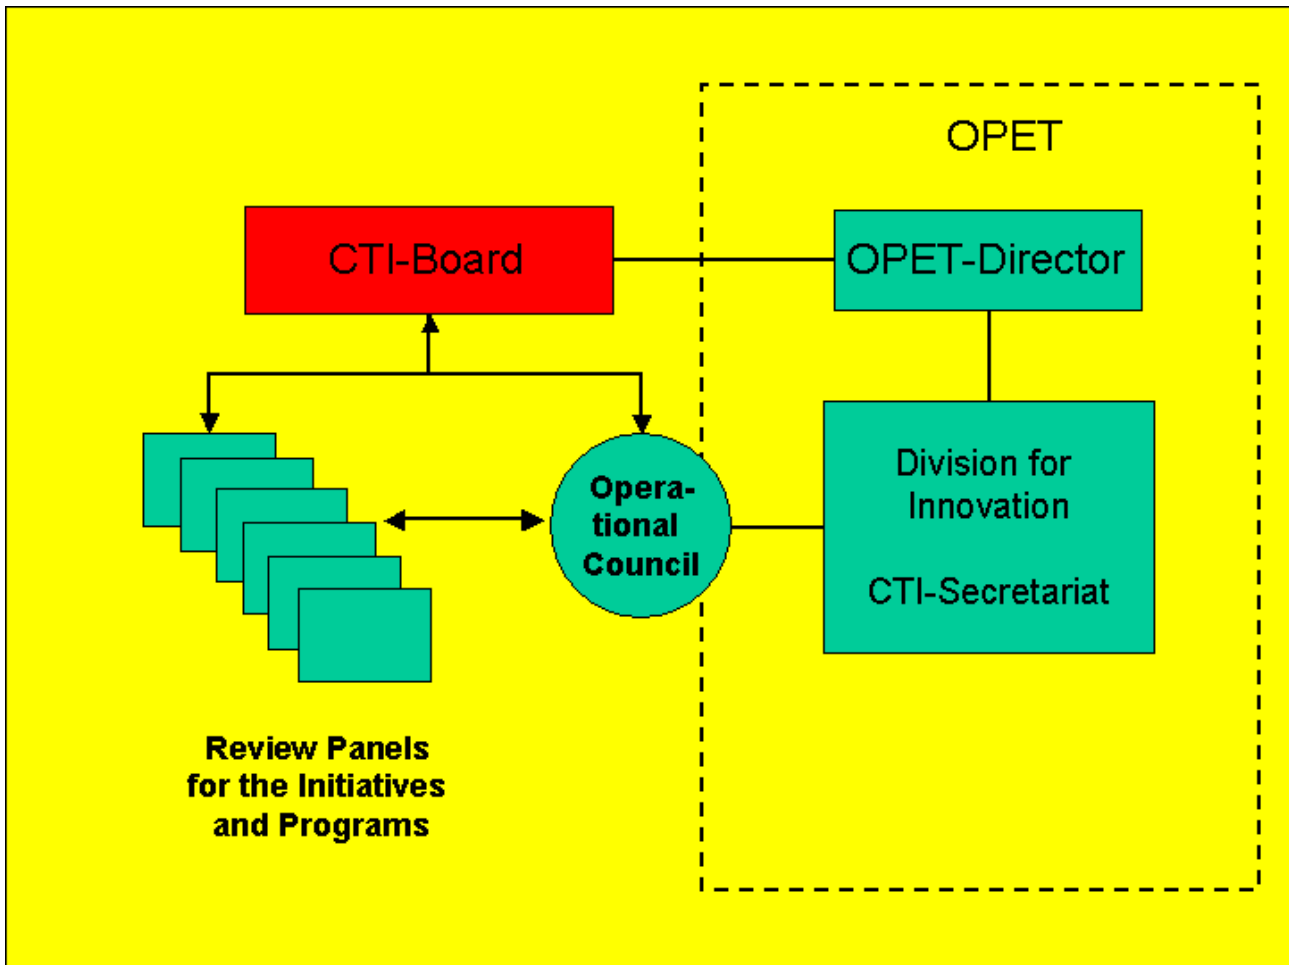 OPET
CTI-Board
OPET-Director
Division for
Innovation
CTI-Secretariat
Opera-
tional
Council
Review Panels
for the Initiatives
and Programs